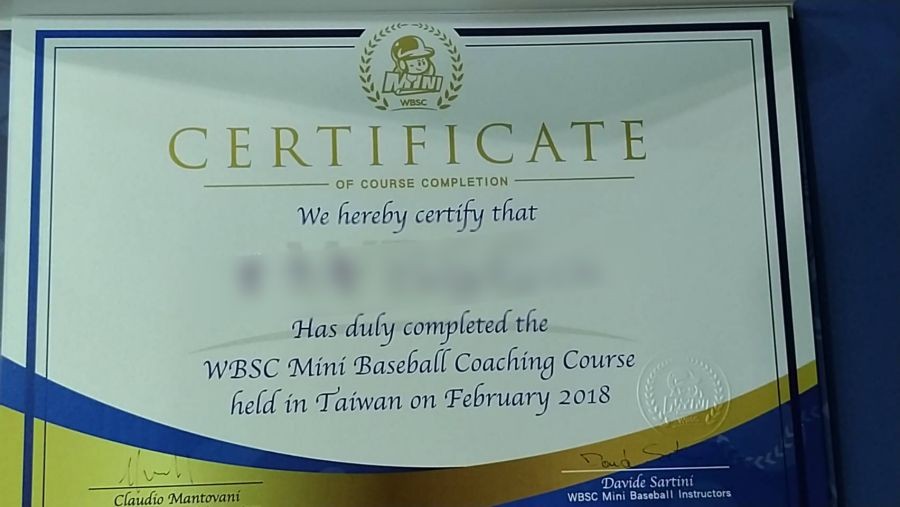 MINI
WBSC
CERTIFICATE
OF COURSE COMPLETION
We hereby certify that
Has duly completed the
WBSC Mini Baseball Coaching Course
held in Taiwan on February 2018
Claudio Mantovani
Davide Sartini
WBSC Mini Baseball Instructors